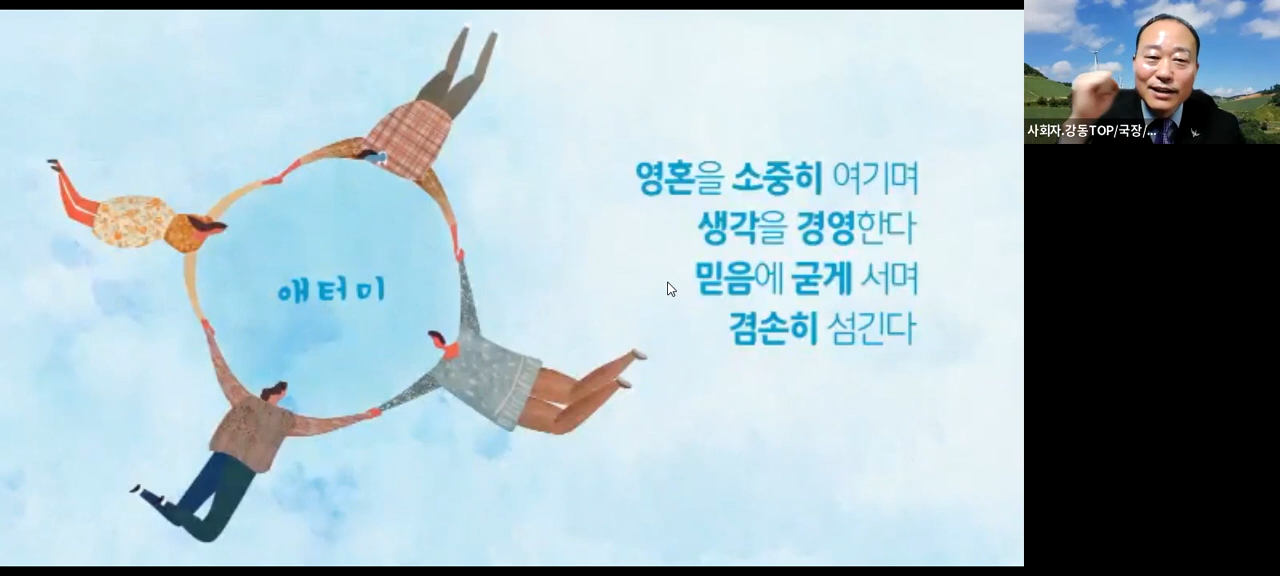 사회자.강동TOP/국장/...
영혼을 소중히 여기며
생각을 경영한다
믿음에 굳게 서며
겸손히 섬긴다
애터미